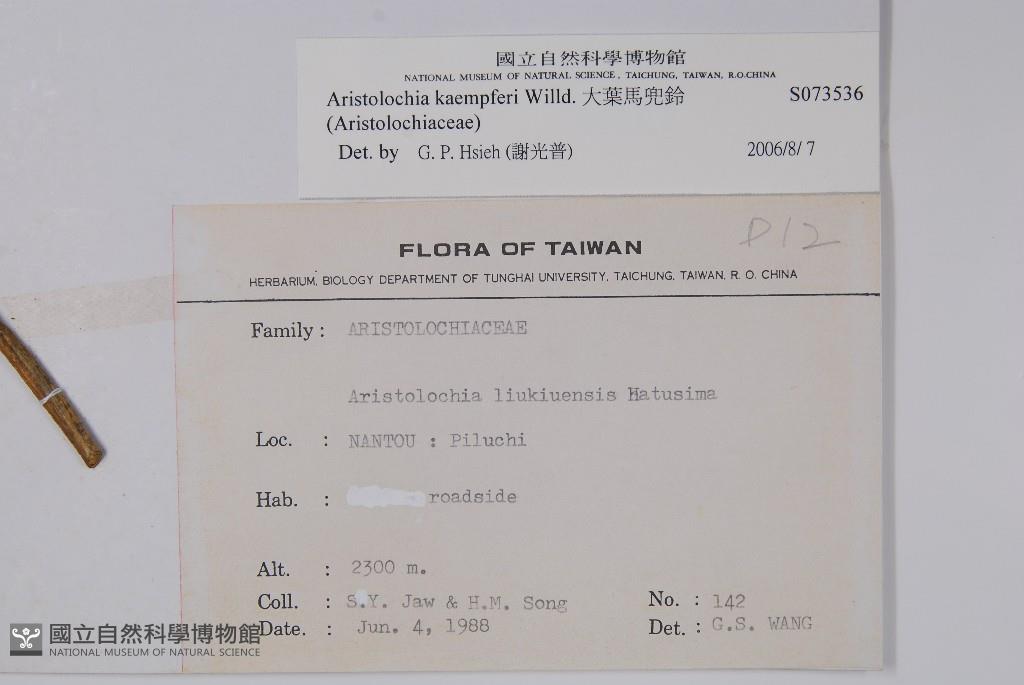 國立自然科學博物館
NATIONAL MUSEUM OF NATURAL SCIENCE, TAICHUNG, TAIWAN, R.O.CHINA
Aristolochia kaempferi Willd. 大葉馬兜鈴 S073536
(Aristolochiaceae)
Det. by G. P. Hsieh (謝光普) 2006/8/ 7
D12
FLORA OF TAIWAN
HERBARIUM, BIOLOGY DEPARTMENT OF TUNGHAI UNIVERSITY, TAICHUNG, TAIWAN, R. O. CHINA
Family : ARISTOLOCHIACEAE
Aristolochia liukiuensis Hatusima
Loc. : NANTOU : Piluchi
Hab. : roadside
Alt. : 2300 m.
Coll. : S.Y. Jaw & H.M. Song No. : 142
Date. : Jun. 4, 1988 Det. : G.S. WANG
國立自然科學博物館
NATIONAL MUSEUM OF NATURAL SCIENCE